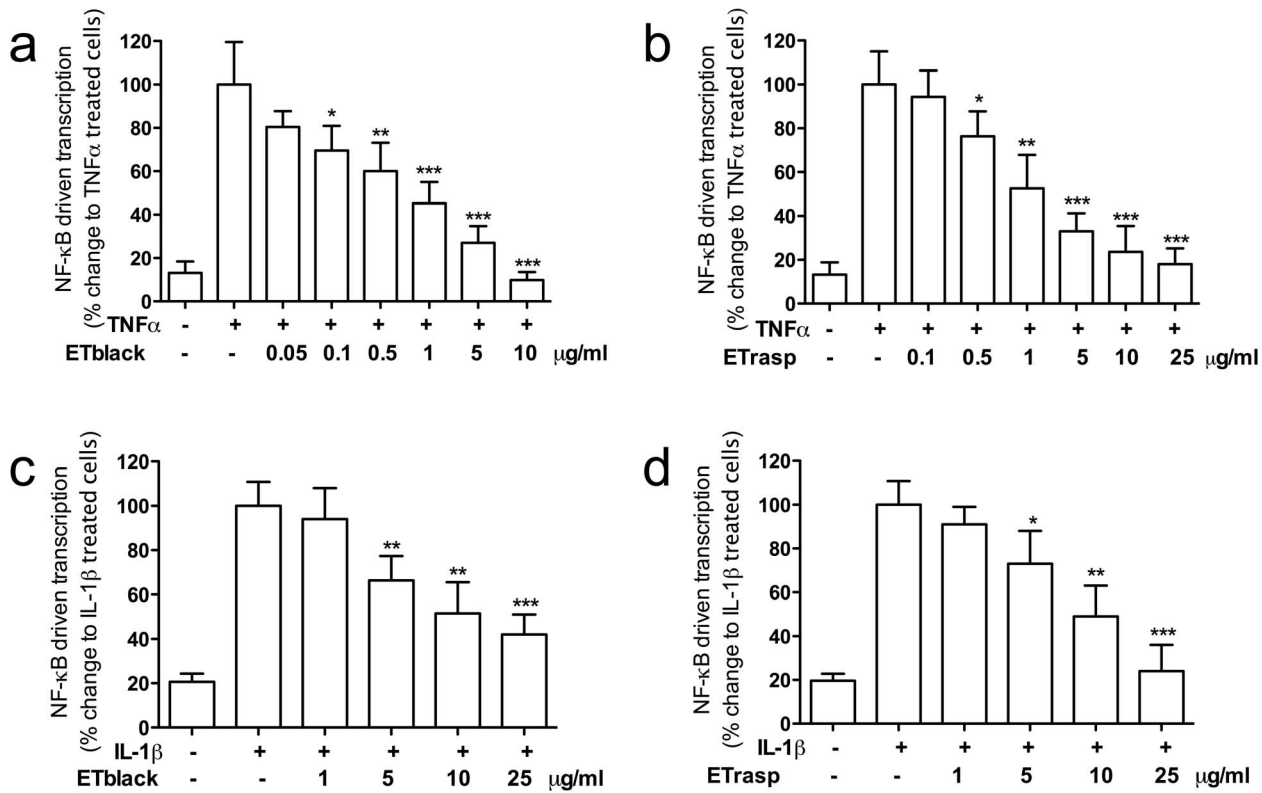 a
NF-κB driven transcription
(% change to TNFα treated cells)
120
100
80
60
40
20
0
* ** *** *** ***
TNFα - + + + + + + +
ETblack - - 0.05 0.1 0.5 1 5 10 μg/ml
b
NF-κB driven transcription
(% change to TNFα treated cells)
120
100
80
60
40
20
0
* ** *** *** ***
TNFα - + + + + + + +
ETrasp - - 0.1 0.5 1 5 10 25 μg/ml
c
NF-κB driven transcription
(% change to IL-1β treated cells)
120
100
80
60
40
20
0
** ** ***
IL-1β - + + + + +
ETblack - - 1 5 10 25 μg/ml
d
NF-κB driven transcription
(% change to IL-1β treated cells)
120
100
80
60
40
20
0
* ** ***
IL-1β - + + + + +
ETrasp - - 1 5 10 25 μg/ml